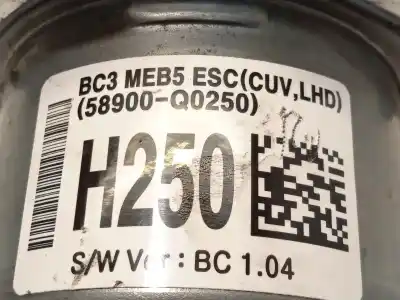 BC3 MEB5 ESC(CUV,LHD)
(58900-Q0250)
H250
S/W Ver : BC 1.04